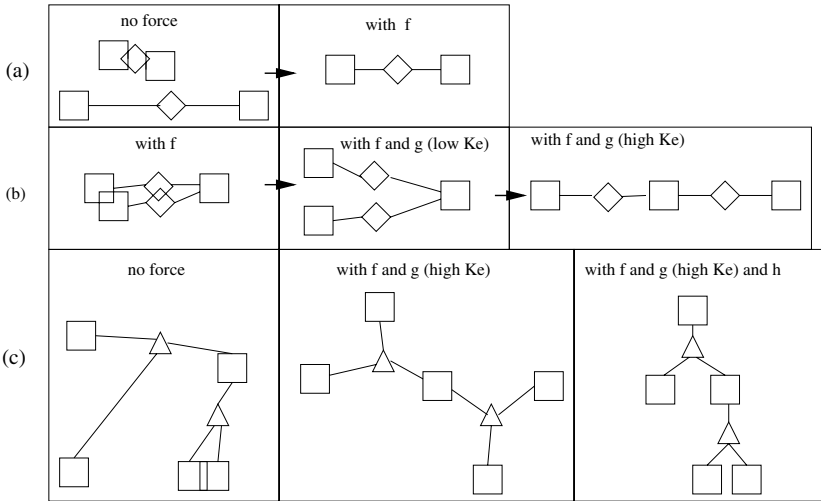 (a)
no force
with f
(b)
with f
with f and g (low Ke)
with f and g (high Ke)
(c)
no force
with f and g (high Ke)
with f and g (high Ke) and h